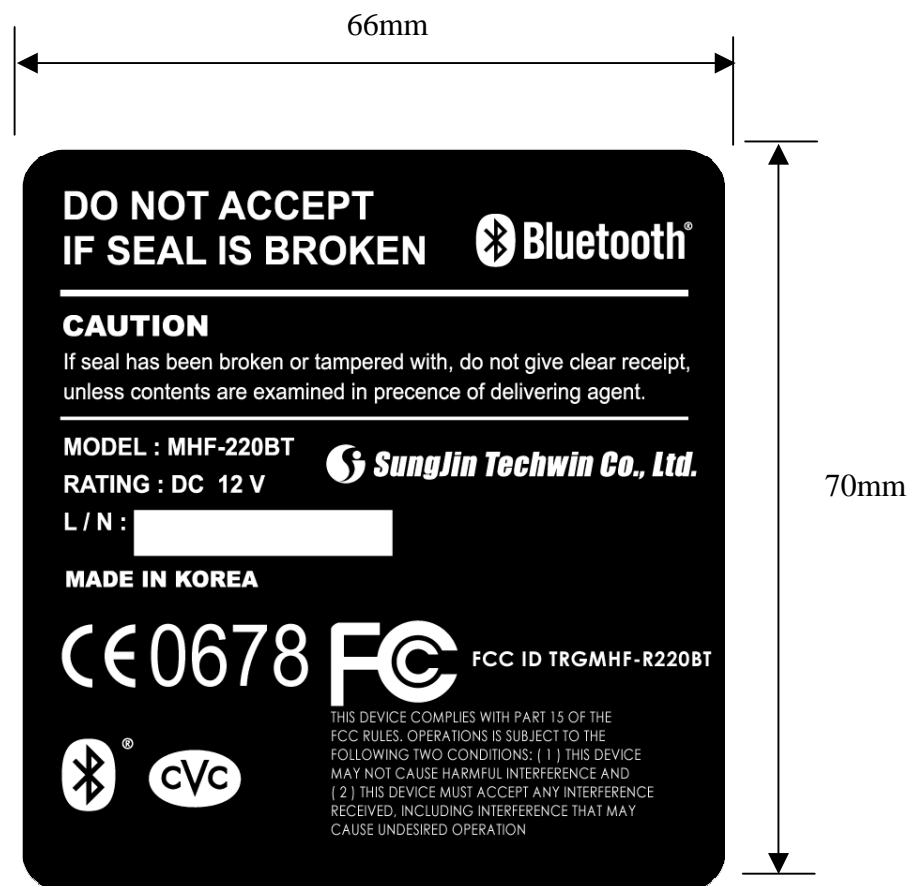 66mm
DO NOT ACCEPT
IF SEAL IS BROKEN
Bluetooth®
CAUTION
If seal has been broken or tampered with, do not give clear receipt,
unless contents are examined in precence of delivering agent.
MODEL : MHF-220BT
RATING : DC 12 V
SungJin Techwin Co., Ltd.
L / N :
MADE IN KOREA
70mm
CE0678
FC
FCC ID TRGMHF-R220BT
THIS DEVICE COMPLIES WITH PART 15 OF THE
FCC RULES. OPERATIONS IS SUBJECT TO THE
FOLLOWING TWO CONDITIONS: ( 1 ) THIS DEVICE
MAY NOT CAUSE HARMFUL INTERFERENCE AND
( 2 ) THIS DEVICE MUST ACCEPT ANY INTERFERENCE
RECEIVED, INCLUDING INTERFERENCE THAT MAY
CAUSE UNDESIRED OPERATION
®
cVc